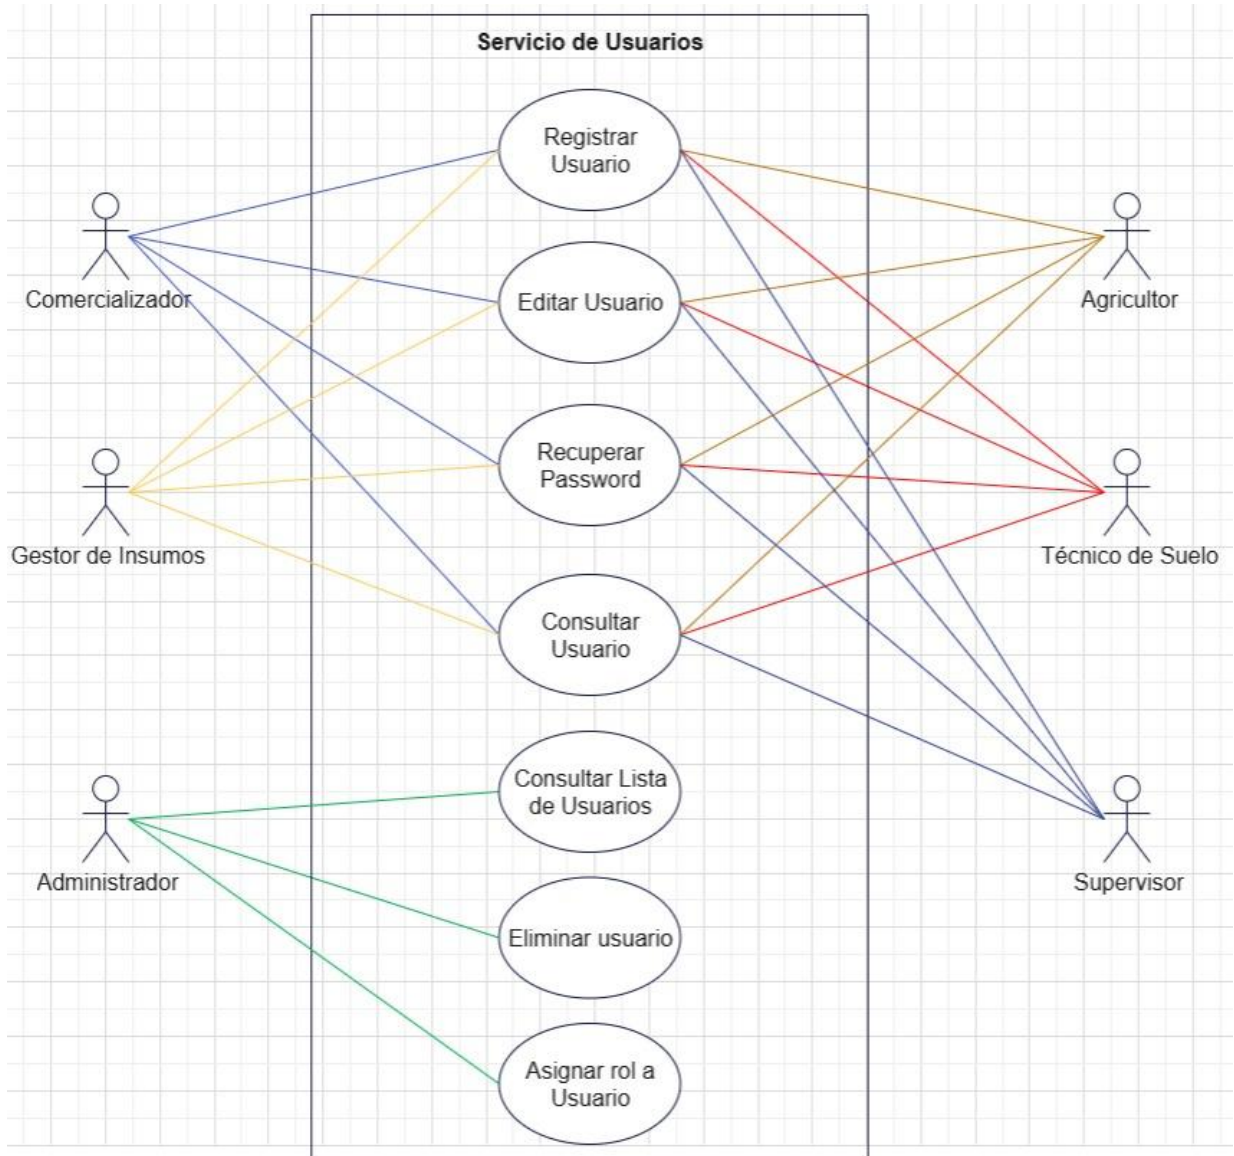 Servicio de Usuarios
Registrar
Usuario
Comercializador
Editar Usuario
Agricultor
Recuperar
Password
Gestor de Insumos
Técnico de Suelo
Consultar
Usuario
Consultar Lista
de Usuarios
Administrador
Supervisor
Eliminar usuario
Asignar rol a
Usuario